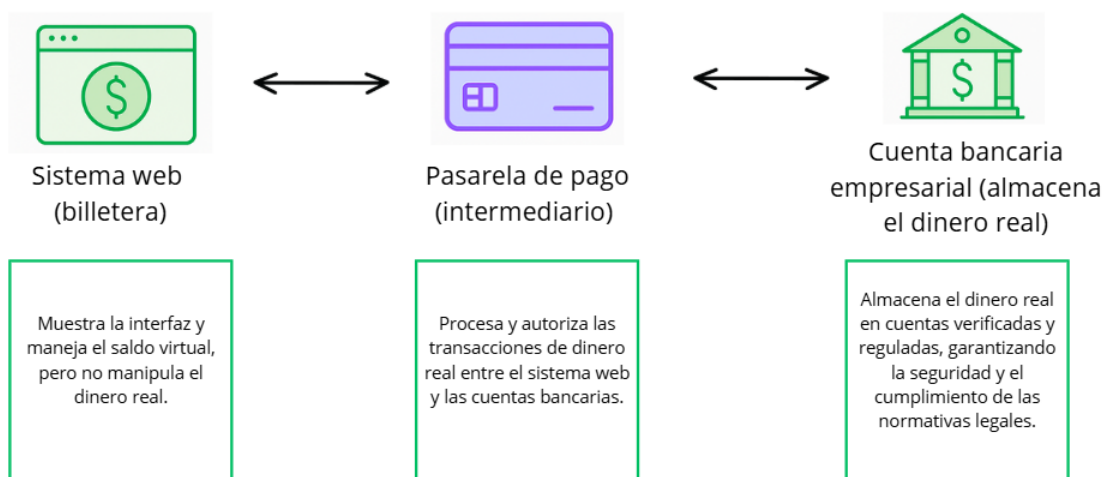 Sistema web
(billetera)
Pasarela de pago
(intermediario)
Cuenta bancaria
empresarial (almacena
el dinero real)
Muestra la interfaz y
maneja el saldo virtual,
pero no manipula el
dinero real.
Procesa y autoriza las
transacciones de dinero
real entre el sistema web
y las cuentas bancarias.
Almacena el dinero real
en cuentas verificadas y
reguladas, garantizando
la seguridad y el
cumplimiento de las
normativas legales.